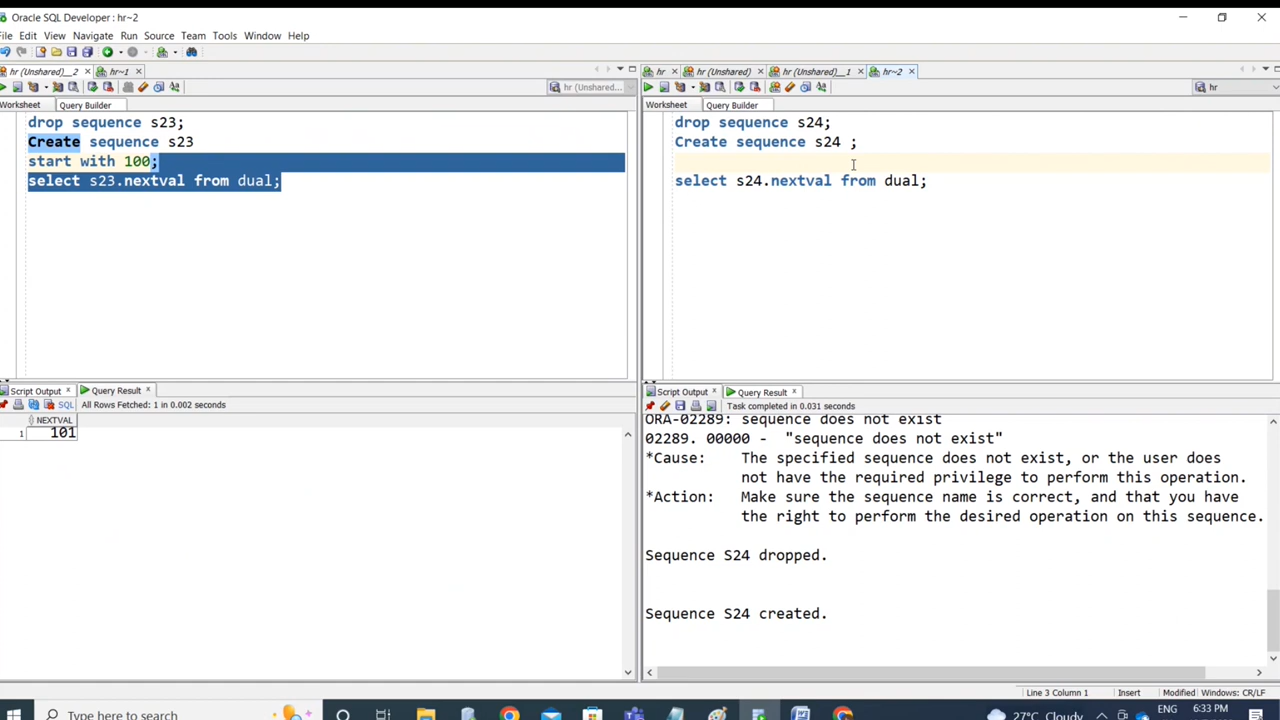 Oracle SQL Developer : hr~2
File Edit View Navigate Run Source Team Tools Window Help
hr (Unshared)__2 hr~1
hr (Unshared...
Worksheet Query Builder
drop sequence s23;
Create sequence s23
start with 100;
select s23.nextval from dual;
Script Output Query Result
SQL All Rows Fetched: 1 in 0.002 seconds
NEXTVAL
1 101
hr hr (Unshared) hr (Unshared)__1 hr~2
hr
Worksheet Query Builder
drop sequence s24;
Create sequence s24 ;
select s24.nextval from dual;
Script Output Query Result
Task completed in 0.031 seconds
ORA-02289: sequence does not exist
02289. 00000 - "sequence does not exist"
*Cause: The specified sequence does not exist, or the user does
not have the required privilege to perform this operation.
*Action: Make sure the sequence name is correct, and that you have
the right to perform the desired operation on this sequence.
Sequence S24 dropped.
Sequence S24 created.
Line 3 Column 1 Insert Modified Windows: CR/LF
Type here to search
27°C Cloudy
ENG
6:33 PM